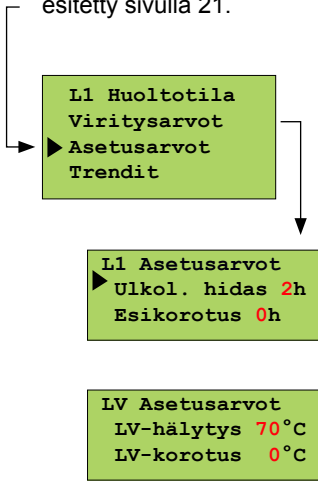 esitetty sivulla 21.
L1 Huoltotila
Viritysarvot
Asetusarvot
Trendit
L1 Asetusarvot
Ulkol. hidas 2h
Esikorotus 0h
LV Asetusarvot
LV-hälytys 70°C
LV-korotus 0°C